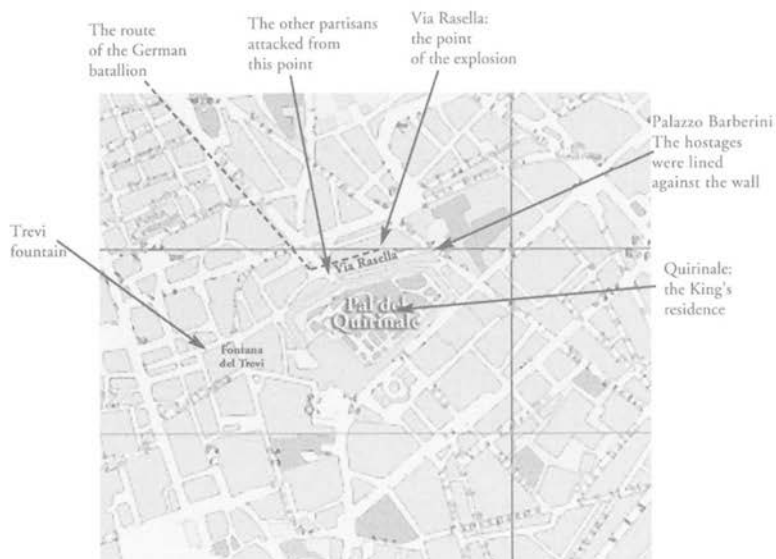 The route
of the German
batallion
The other partisans
attacked from
this point
Via Rasella:
the point
of the explosion
Palazzo Barberini
The hostages
were lined
against the wall
Trevi
fountain
Via Rasella
Quirinale:
the King's
residence
Pal del
Quirinale
Fontana
del Trevi